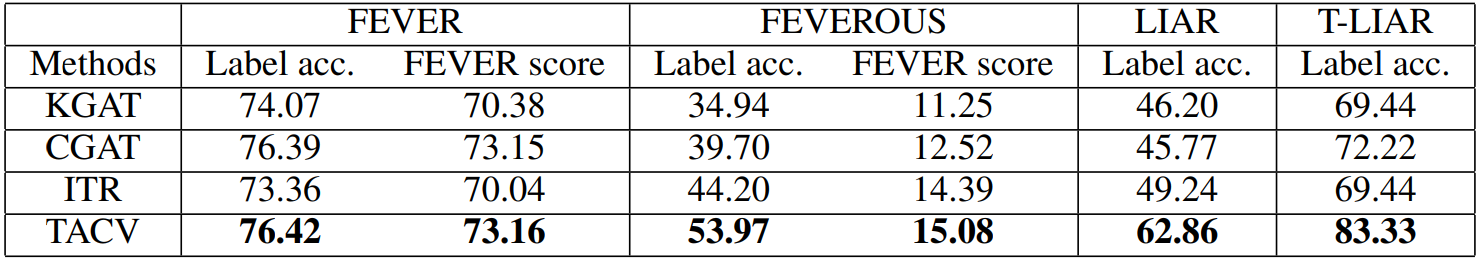 FEVER FEVEROUS LIAR T-LIAR
Methods Label acc. FEVER score Label acc. FEVER score Label acc. Label acc.
KGAT 74.07 70.38 34.94 11.25 46.20 69.44
CGAT 76.39 73.15 39.70 12.52 45.77 72.22
ITR 73.36 70.04 44.20 14.39 49.24 69.44
TACV 76.42 73.16 53.97 15.08 62.86 83.33